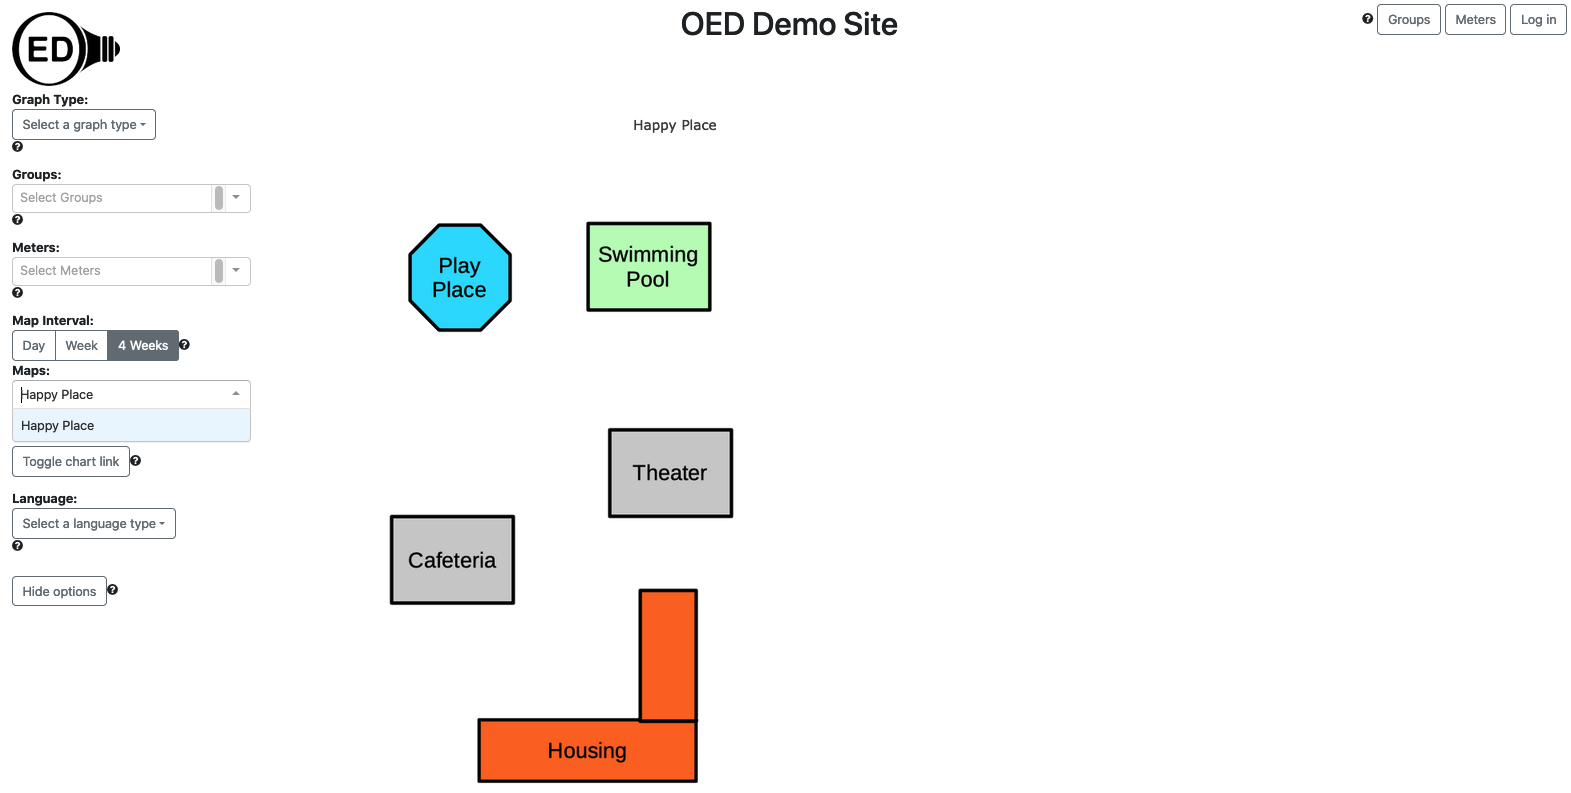 OED Demo Site
Groups
Meters
Log in
ED
Graph Type:
Select a graph type
Groups:
Select Groups
Meters:
Select Meters
Map Interval:
Day
Week
4 Weeks
Maps:
Happy Place
Happy Place
Toggle chart link
Language:
Select a language type
Hide options
Happy Place
Play
Place
Swimming
Pool
Theater
Cafeteria
Housing